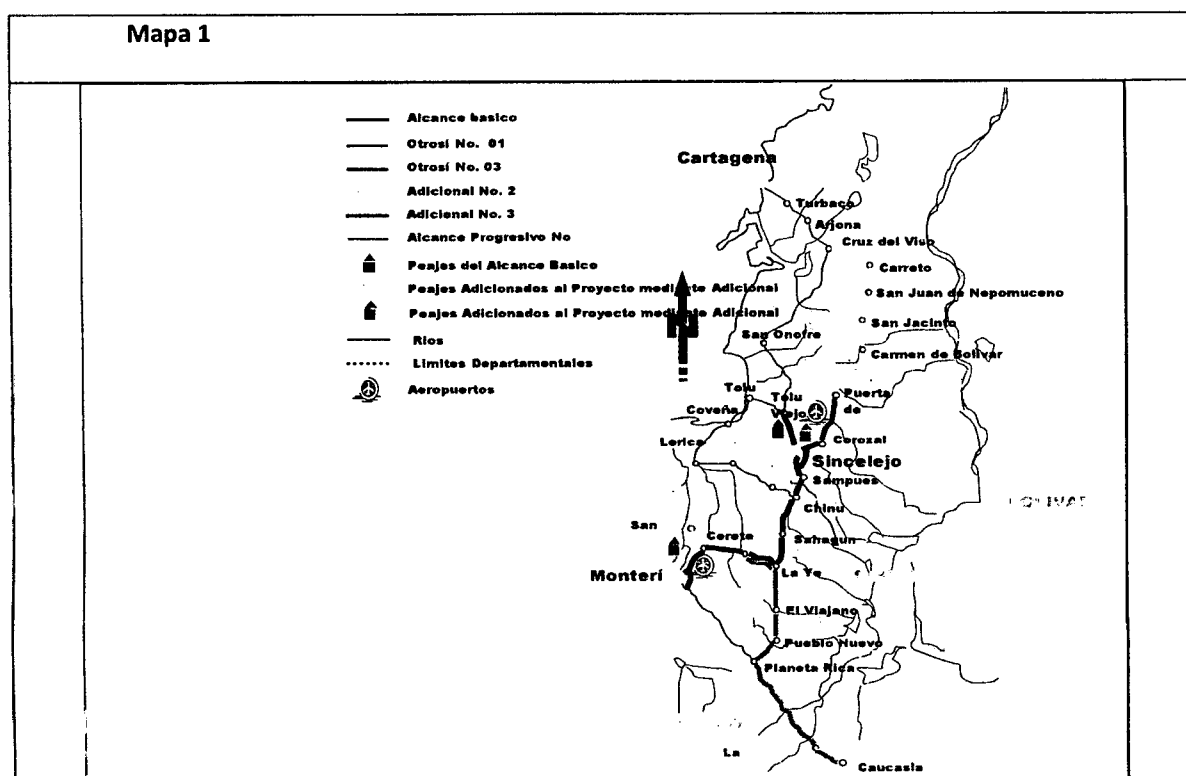 Mapa 1
Alcance basico
Otrosí No. 01
Otrosí No. 03
Adicional No. 2
Adicional No. 3
Alcance Progresivo No
Peajes del Alcance Basico
Peajes Adicionados al Proyecto mediante Adicional
Peajes Adicionados al Proyecto mediante Adicional
Rios
Limites Departamentales
Aeropuertos
Cartagena
Turbaco
Arjona
Cruz del Viso
Carreto
San Juan de Nepomuceno
San Jacinto
San Onofre
Carmen de Bolivar
Tolu
Tolu
Viejo
Puerta
de
Coveña
Corozal
Lorica
Sincelejo
Sampues
Chinu
San
Cerete
Sahagun
Monterí
La Ye
El Viajano
Pueblo Nuevo
Planeta Rica
La
Caucasia